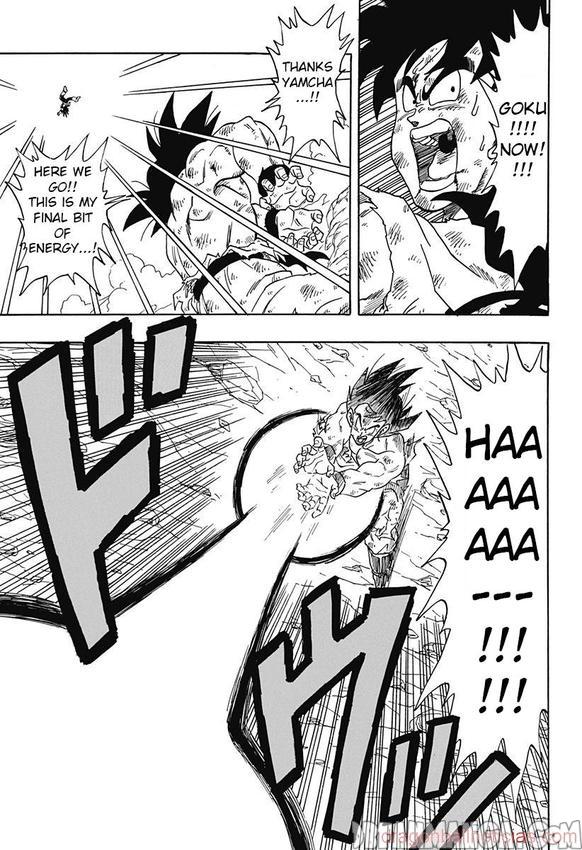 GOKU
!!!!
NOW!
!!!
THANKS
YAMCHA
...!!
HERE WE
GO!!
THIS IS MY
FINAL BIT
OF
ENERGY...!
HAA
AAA
AAA
---
!!!
!!!
ドウッ